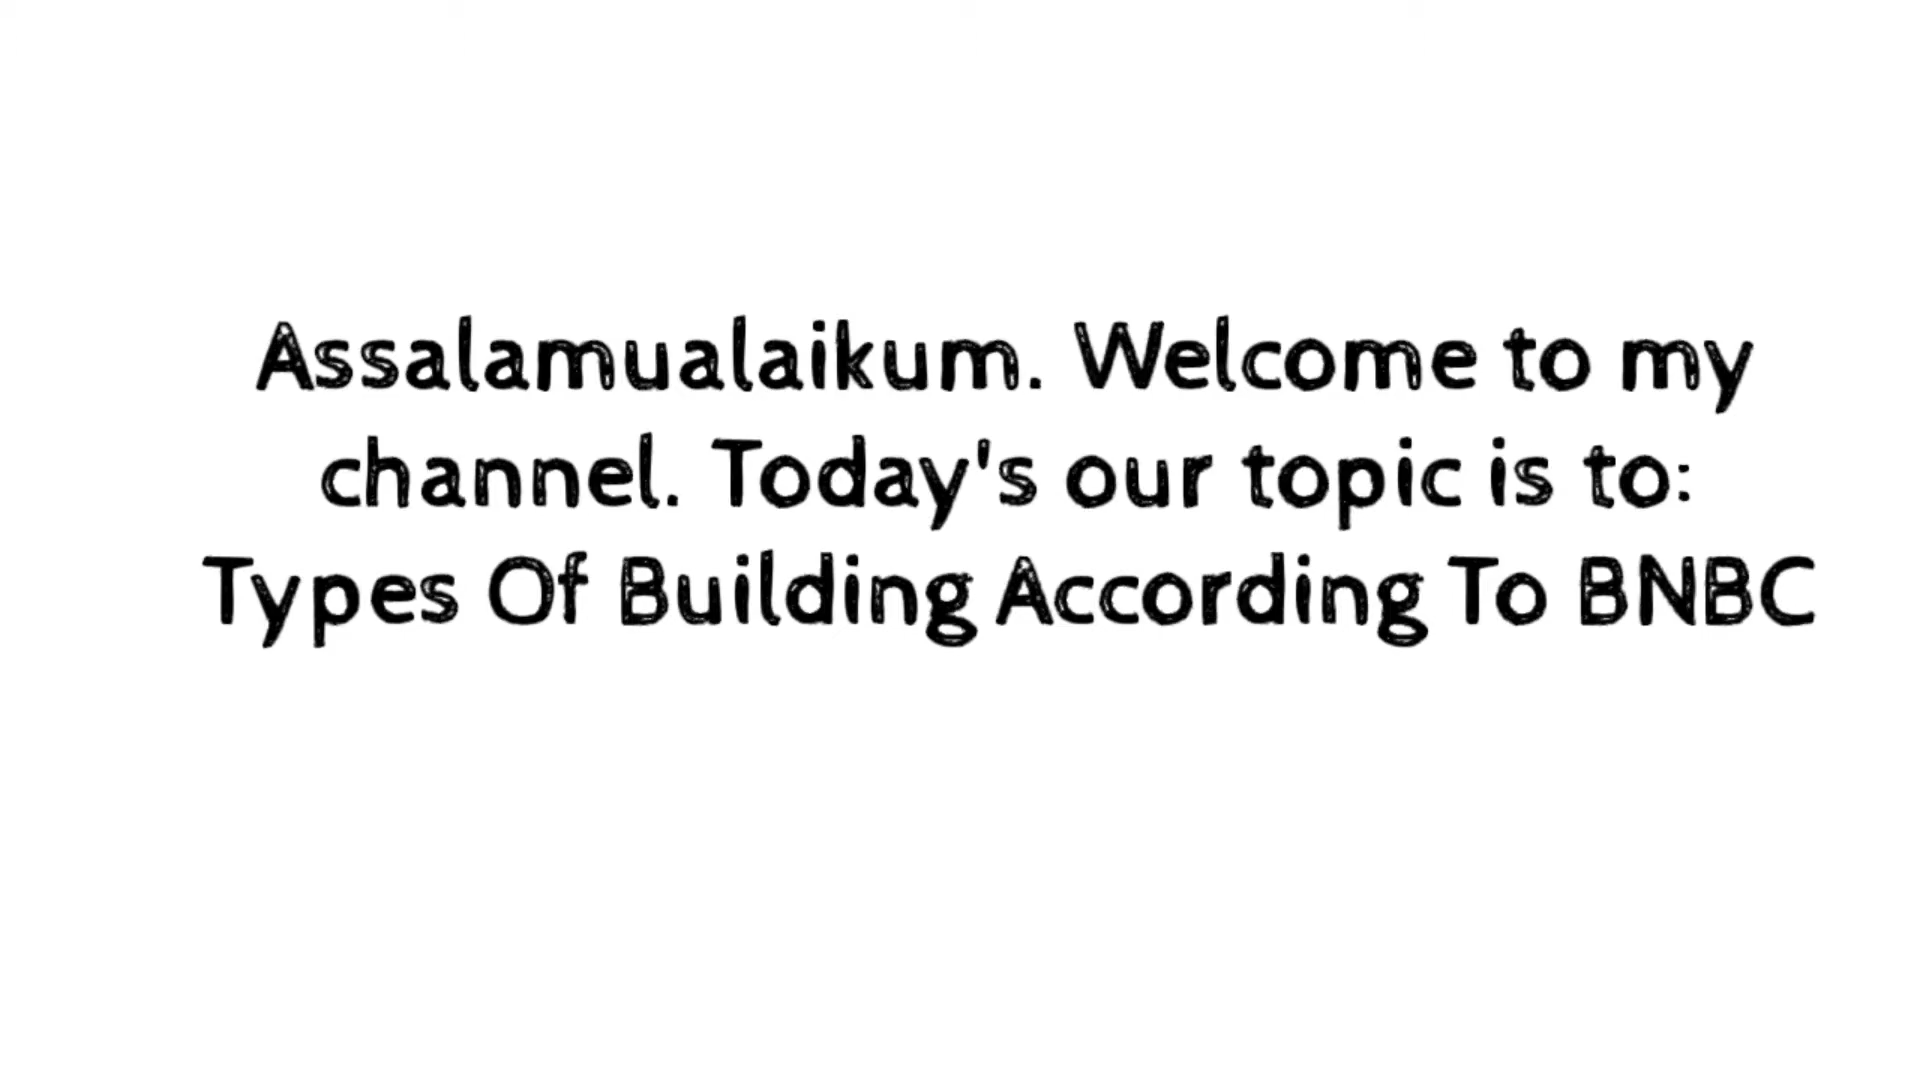 Assalamualaikum. Welcome to my
channel. Today's our topic is to:
Types Of Building According To BNBC